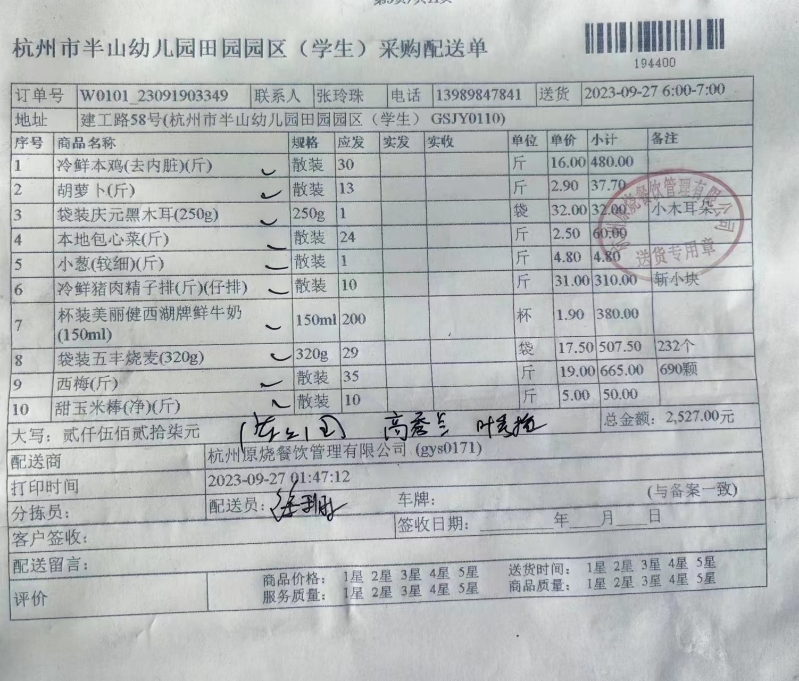 杭州市半山幼儿园田园园区（学生）采购配送单
194400
订单号 W0101_23091903349 联系人 张玲珠 电话 13989847841 送货 2023-09-27 6:00-7:00
地址 建工路58号(杭州市半山幼儿园田园园区（学生） GSJY0110)
序号 商品名称 规格 应发 实发 实收 单位 单价 小计 备注
1 冷鲜本鸡(去内脏)(斤) 散装 30 斤 16.00 480.00
2 胡萝卜(斤) 散装 13 斤 2.90 37.70
3 袋装庆元黑木耳(250g) 250g 1 袋 32.00 32.00 小木耳朵
4 本地包心菜(斤) 散装 24 斤 2.50 60.00
5 小葱(较细)(斤) 散装 1 斤 4.80 4.80
6 冷鲜猪肉精子排(斤)(仔排) 散装 10 斤 31.00 310.00 斩小块
7 杯装美丽健西湖牌鲜牛奶 150ml 200 杯 1.90 380.00
(150ml)
8 袋装五丰烧麦(320g) 320g 29 袋 17.50 507.50 232个
9 西梅(斤) 散装 35 斤 19.00 665.00 690颗
10 甜玉米棒(净)(斤) 散装 10 斤 5.00 50.00
大写：贰仟伍佰贰拾柒元 总金额：2,527.00元
配送商 杭州原烧餐饮管理有限公司 (gys0171)
打印时间 2023-09-27 01:47:12
分拣员： 配送员： 车牌： (与备案一致)
客户签收： 签收日期： 年 月 日
配送留言：
评价 商品价格： 1星 2星 3星 4星 5星 送货时间： 1星 2星 3星 4星 5星
服务质量： 1星 2星 3星 4星 5星 商品质量： 1星 2星 3星 4星 5星
送货专用章